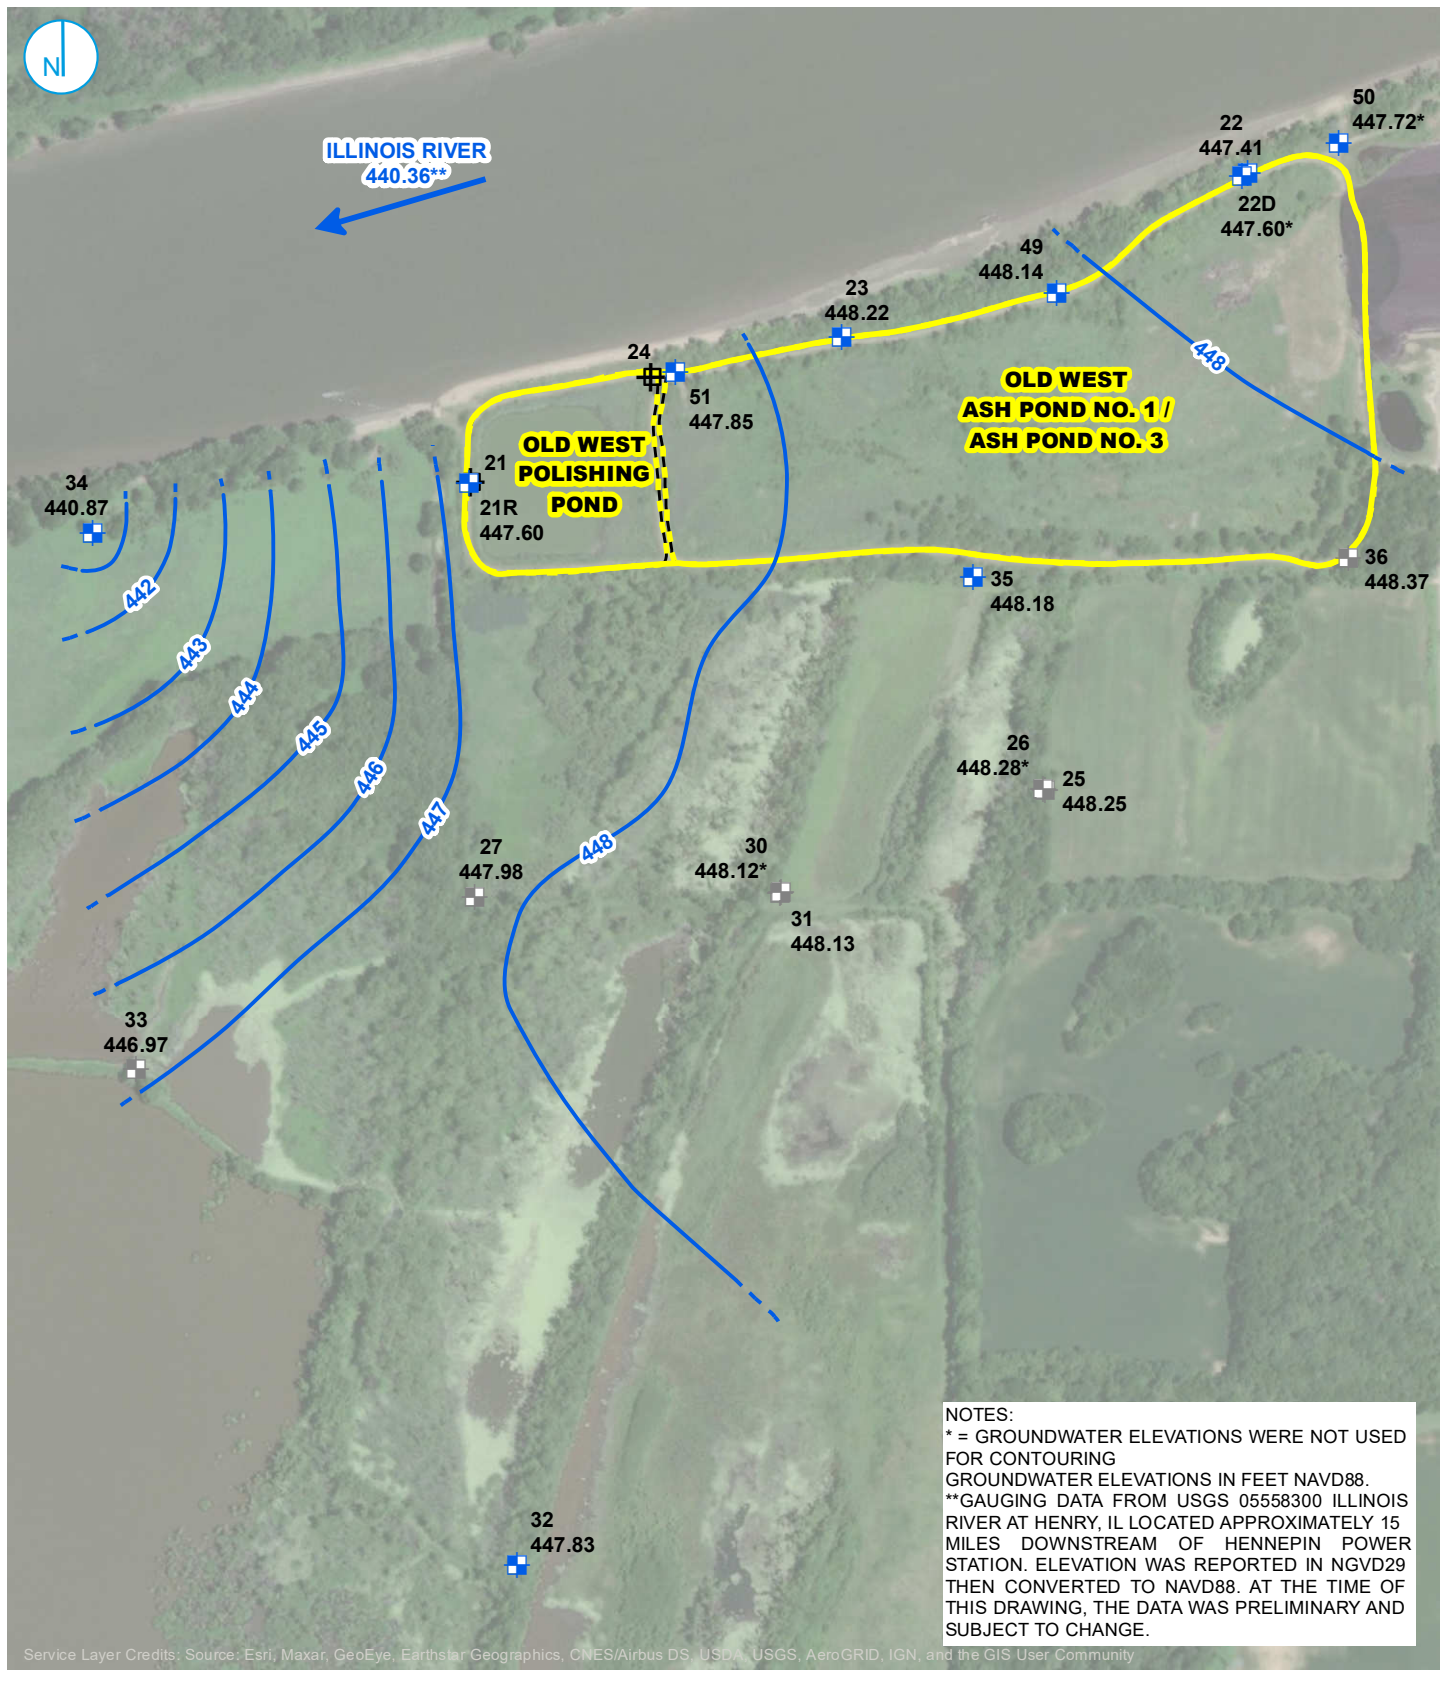 N
ILLINOIS RIVER
440.36**
50
447.72*
22
447.41
22D
447.60*
49
448.14
23
448.22
24
51
447.85
448
OLD WEST
ASH POND NO. 1 /
ASH POND NO. 3
OLD WEST
POLISHING
POND
21
21R
447.60
34
440.87
36
448.37
35
448.18
442
443
444
445
446
447
448
26
448.28*
25
448.25
27
447.98
30
448.12*
31
448.13
33
446.97
32
447.83
NOTES:
* = GROUNDWATER ELEVATIONS WERE NOT USED
FOR CONTOURING
GROUNDWATER ELEVATIONS IN FEET NAVD88.
**GAUGING DATA FROM USGS 05558300 ILLINOIS
RIVER AT HENRY, IL LOCATED APPROXIMATELY 15
MILES DOWNSTREAM OF HENNEPIN POWER
STATION. ELEVATION WAS REPORTED IN NGVD29
THEN CONVERTED TO NAVD88. AT THE TIME OF
THIS DRAWING, THE DATA WAS PRELIMINARY AND
SUBJECT TO CHANGE.
Service Layer Credits: Source: Esri, Maxar, GeoEye, Earthstar Geographics, CNES/Airbus DS, USDA, USGS, AeroGRID, IGN, and the GIS User Community